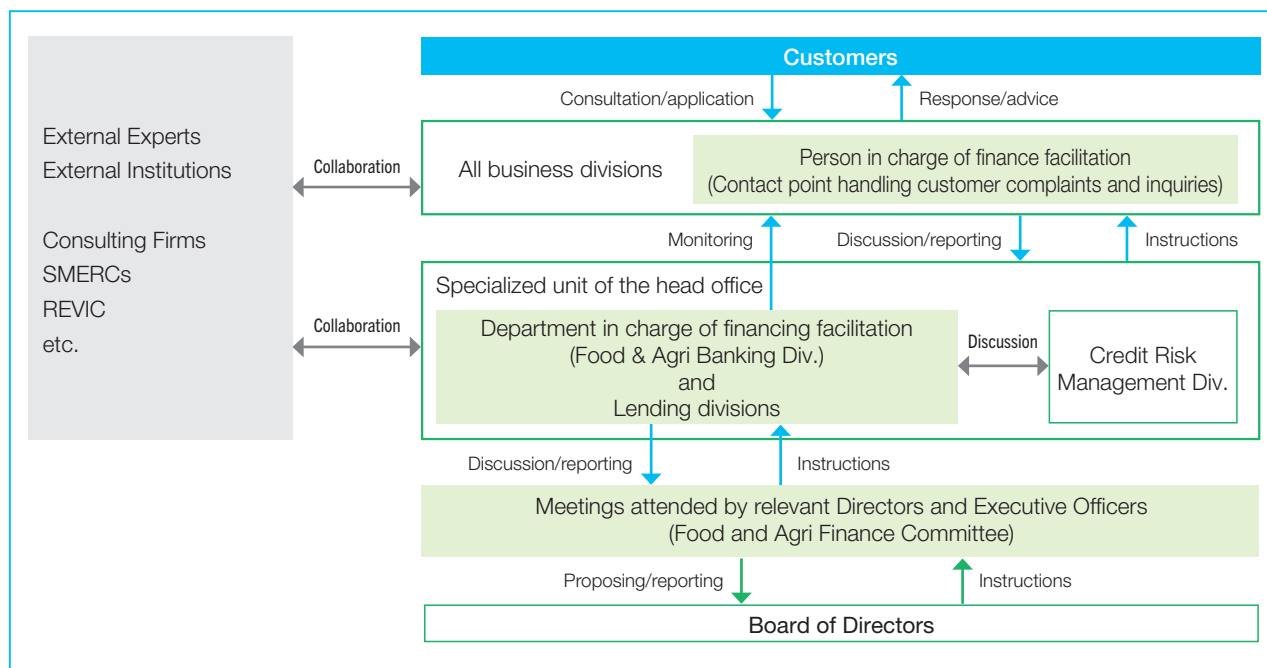 Customers
Consultation/application
Response/advice
External Experts
External Institutions
Consulting Firms
SMERCs
REVIC
etc.
Collaboration
All business divisions
Person in charge of finance facilitation
(Contact point handling customer complaints and inquiries)
Monitoring
Discussion/reporting
Instructions
Specialized unit of the head office
Collaboration
Department in charge of financing facilitation
(Food & Agri Banking Div.)
and
Lending divisions
Discussion
Credit Risk
Management Div.
Discussion/reporting
Instructions
Meetings attended by relevant Directors and Executive Officers
(Food and Agri Finance Committee)
Proposing/reporting
Instructions
Board of Directors